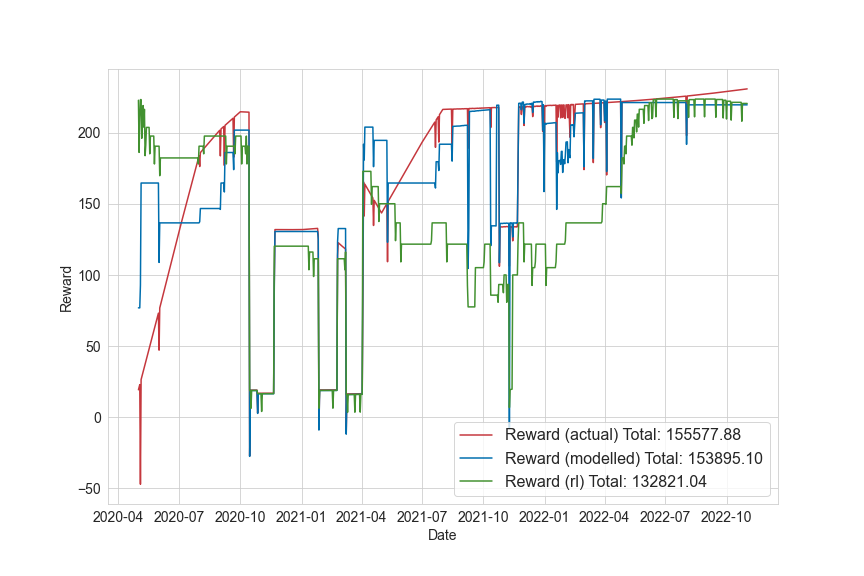 Reward
200
150
100
50
0
−50
Reward (actual) Total: 155577.88
Reward (modelled) Total: 153895.10
Reward (rl) Total: 132821.04
2020-04 2020-07 2020-10 2021-01 2021-04 2021-07 2021-10 2022-01 2022-04 2022-07 2022-10
Date